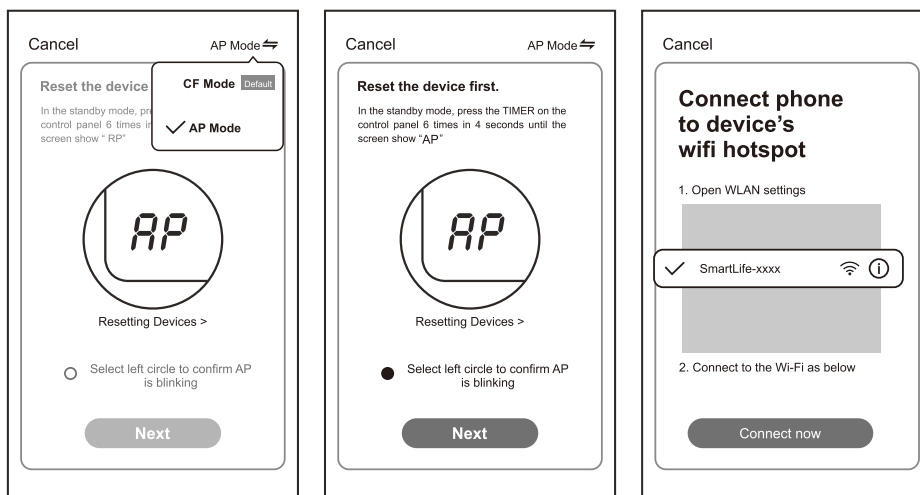 Cancel
AP Mode
CF Mode Default
AP Mode
Reset the device
In the standby mode, pre
control panel 6 times in
screen show “ RP”
AP
Resetting Devices >
Select left circle to confirm AP
is blinking
Next
Cancel
AP Mode
Reset the device first.
In the standby mode, press the TIMER on the
control panel 6 times in 4 seconds until the
screen show “AP”
AP
Resetting Devices >
Select left circle to confirm AP
is blinking
Next
Cancel
Connect phone
to device's
wifi hotspot
1. Open WLAN settings
SmartLife-xxxx
2. Connect to the Wi-Fi as below
Connect now